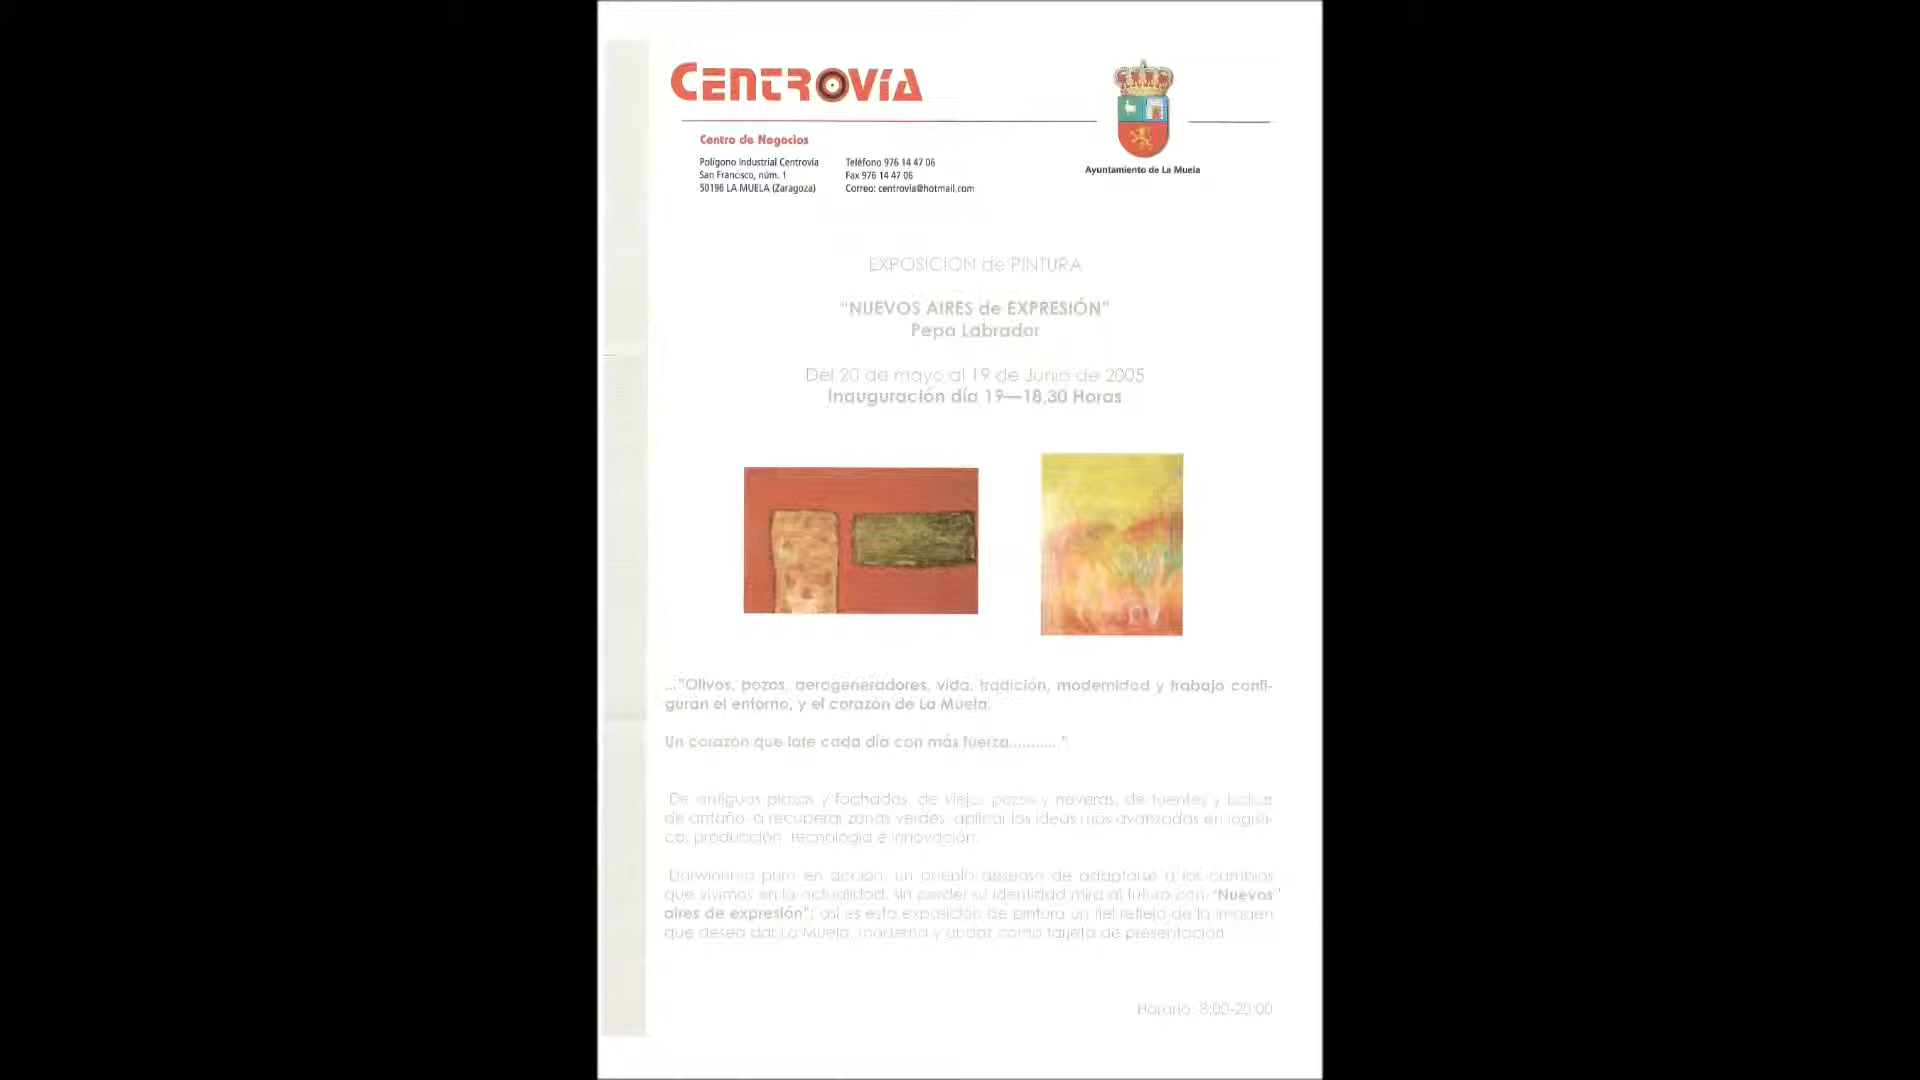 CENTROVÍA
Centro de Negocios
Polígono Industrial Centrovía
San Francisco, núm. 1
50196 LA MUELA (Zaragoza)
Teléfono 976 14 47 06
Fax 976 14 47 06
Correo: centrovia@hotmail.com
Ayuntamiento de La Muela
EXPOSICION de PINTURA
"NUEVOS AIRES de EXPRESIÓN"
Pepa Labrador
Del 20 de mayo al 19 de Junio de 2005
Inauguración día 19—18,30 Horas
..."Olivos, pozos, aerogeneradores, vida, tradición, modernidad y trabajo confi-
guran el entorno, y el corazón de La Muela.
Un corazón que late cada día con más fuerza..........."
De antiguas plazas y fachadas, de viejos pozos y neveras, de fuentes y balsas
de antaño, a recuperar zonas verdes, aplicar las ideas más avanzadas en logísti-
ca, producción, tecnología e innovación.
Darwinismo puro en acción, un pueblo deseoso de adaptarse a los cambios
que vivimos en la actualidad, sin perder su identidad mira al futuro con "Nuevos
aires de expresión"; así es esta exposición de pintura un fiel reflejo de la imagen
que desea dar La Muela, moderna y audaz como tarjeta de presentación.
Horario: 8:00-20:00